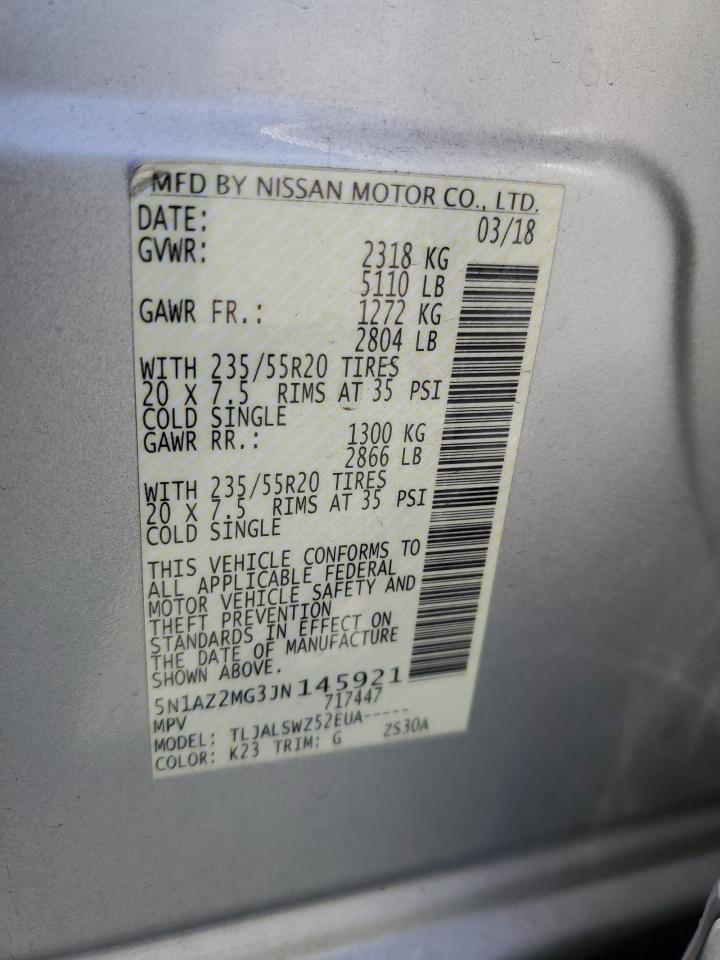 MFD BY NISSAN MOTOR CO., LTD.
DATE: 03/18
GVWR: 2318 KG
5110 LB
GAWR FR.: 1272 KG
2804 LB
WITH 235/55R20 TIRES
20 X 7.5 RIMS AT 35 PSI
COLD SINGLE
GAWR RR.: 1300 KG
2866 LB
WITH 235/55R20 TIRES
20 X 7.5 RIMS AT 35 PSI
COLD SINGLE
THIS VEHICLE CONFORMS TO
ALL APPLICABLE FEDERAL
MOTOR VEHICLE SAFETY AND
THEFT PREVENTION
STANDARDS IN EFFECT ON
THE DATE OF MANUFACTURE
SHOWN ABOVE.
5N1AZ2MG3JN145921
MPV 717447
MODEL: TLJALSWZ52EUA-----
COLOR: K23 TRIM: G ZS30A